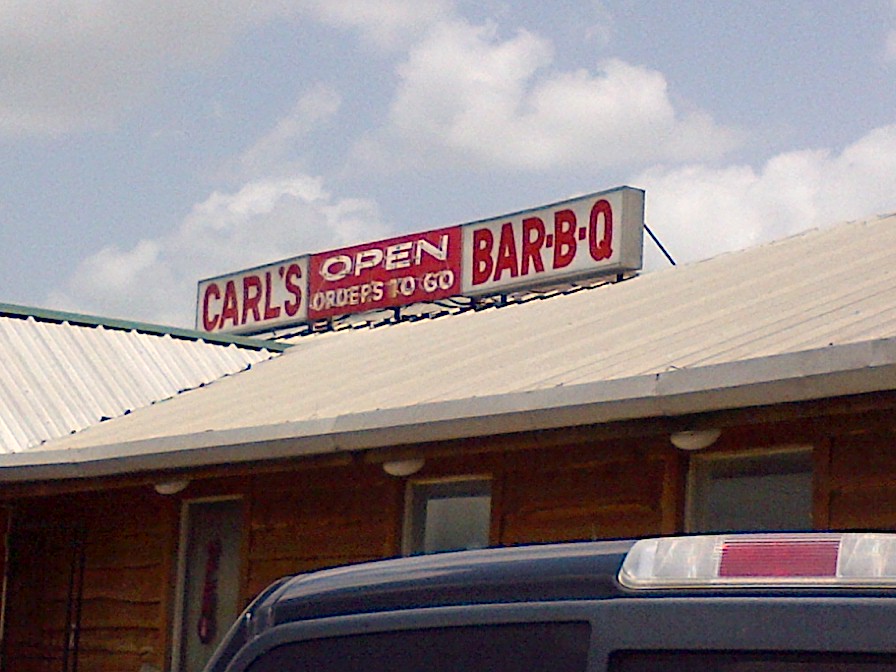 CARL'S
OPEN
ORDERS TO GO
BAR-B-Q